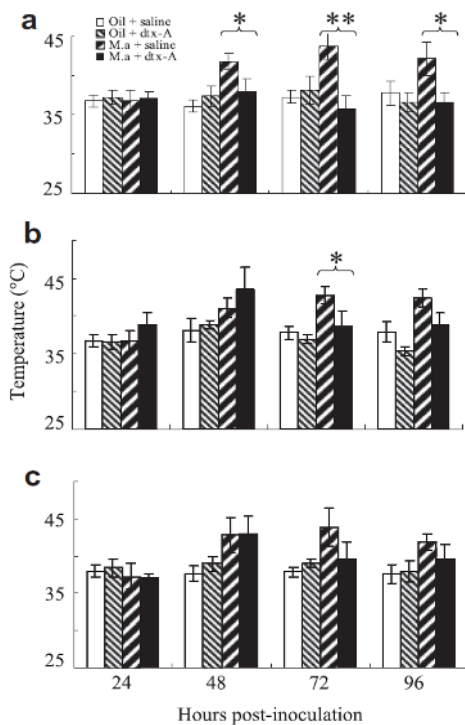 a
Oil + saline
Oil + dtx-A
M.a + saline
M.a + dtx-A
45
35
25
*
**
*
b
45
35
25
*
Temperature (°C)
c
45
35
25
24 48 72 96
Hours post-inoculation